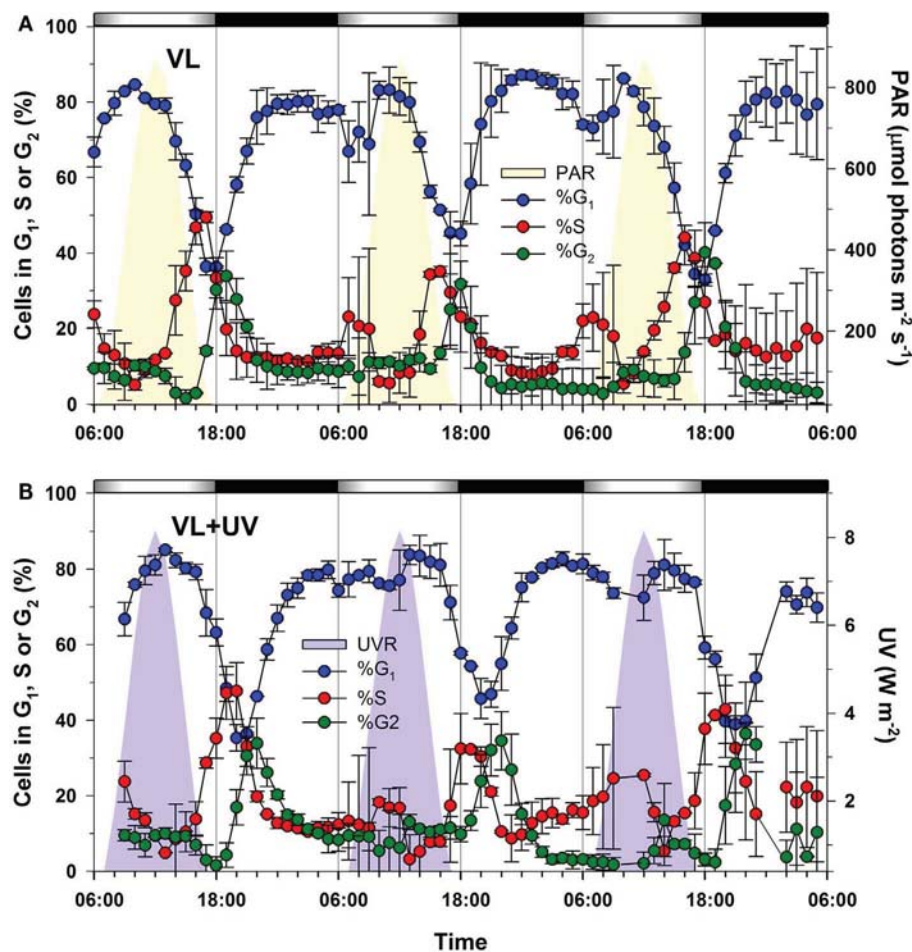 A
VL
100
80
60
40
20
0
Cells in G1, S or G2 (%)
800
600
400
200
PAR (μmol photons m-2 s-1)
PAR
%G1
%S
%G2
06:00 18:00 06:00 18:00 06:00 18:00 06:00
B
VL+UV
100
80
60
40
20
0
Cells in G1, S or G2 (%)
8
6
4
2
UV (W m-2)
UVR
%G1
%S
%G2
06:00 18:00 06:00 18:00 06:00 18:00 06:00
Time